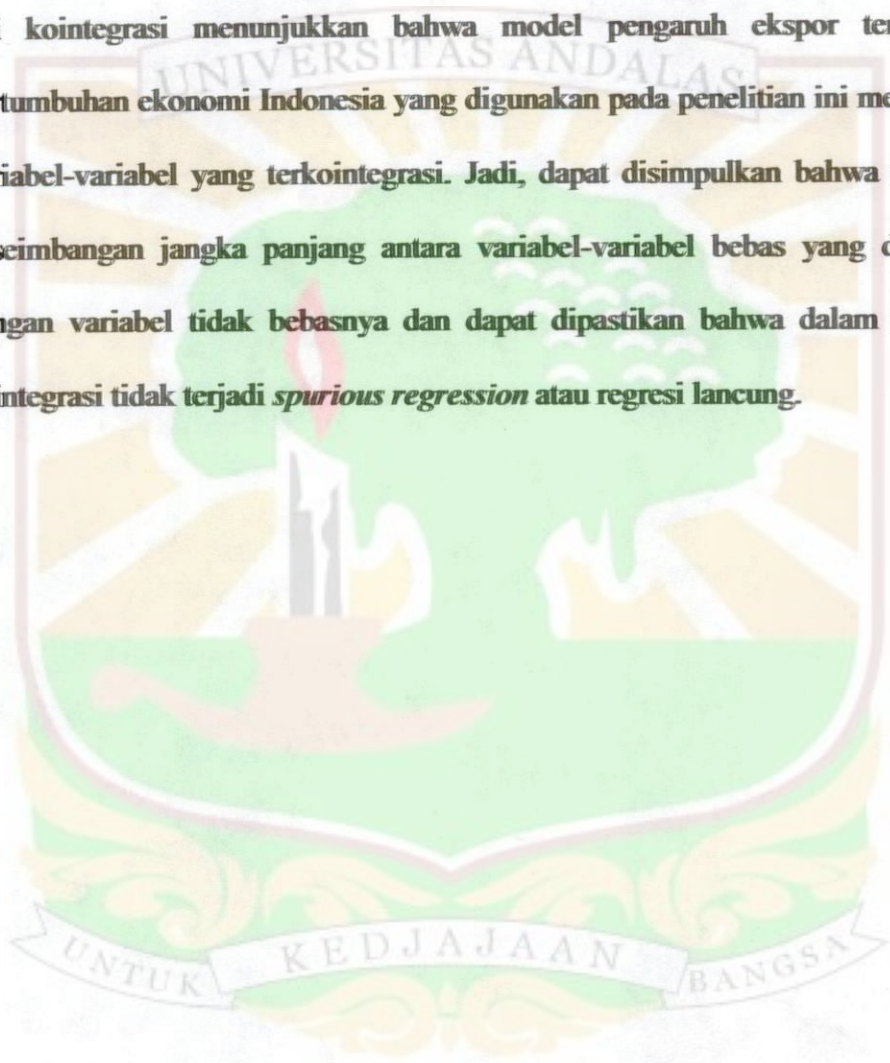 kointegrasi menunjukkan bahwa model pengaruh ekspor ter
UNIVERSITAS ANDALAS
tumbuhan ekonomi Indonesia yang digunakan pada penelitian ini me
iabel-variabel yang terkointegrasi. Jadi, dapat disimpulkan bahwa
seimbangan jangka panjang antara variabel-variabel bebas yang d
ngan variabel tidak bebasnya dan dapat dipastikan bahwa dalam
integrasi tidak terjadi spurious regression atau regresi lancung.
UNTUK KEDJAJAAN BANGSA